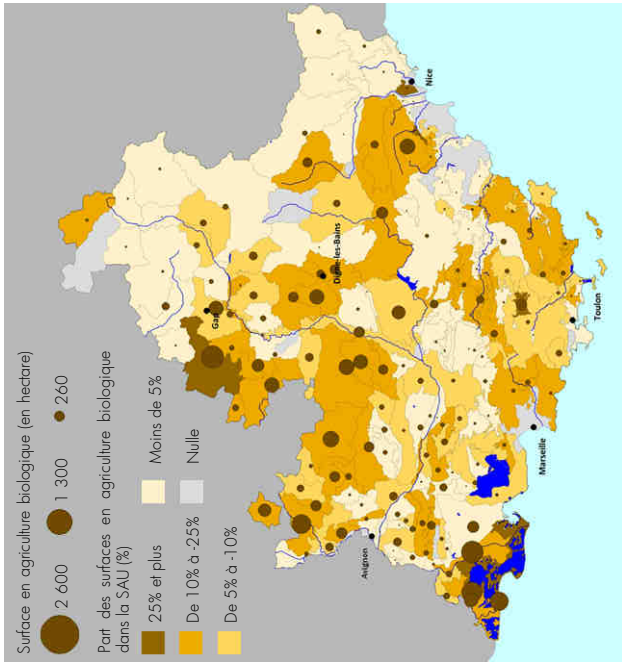 Surface en agriculture biologique (en hectare)
2 600
1 300
260
Part des surfaces en agriculture biologique
dans la SAU (%)
25% et plus
De 10% à -25%
De 5% à -10%
Moins de 5%
Nulle
Gap
Digne-les-Bains
Avignon
Nice
Marseille
Toulon